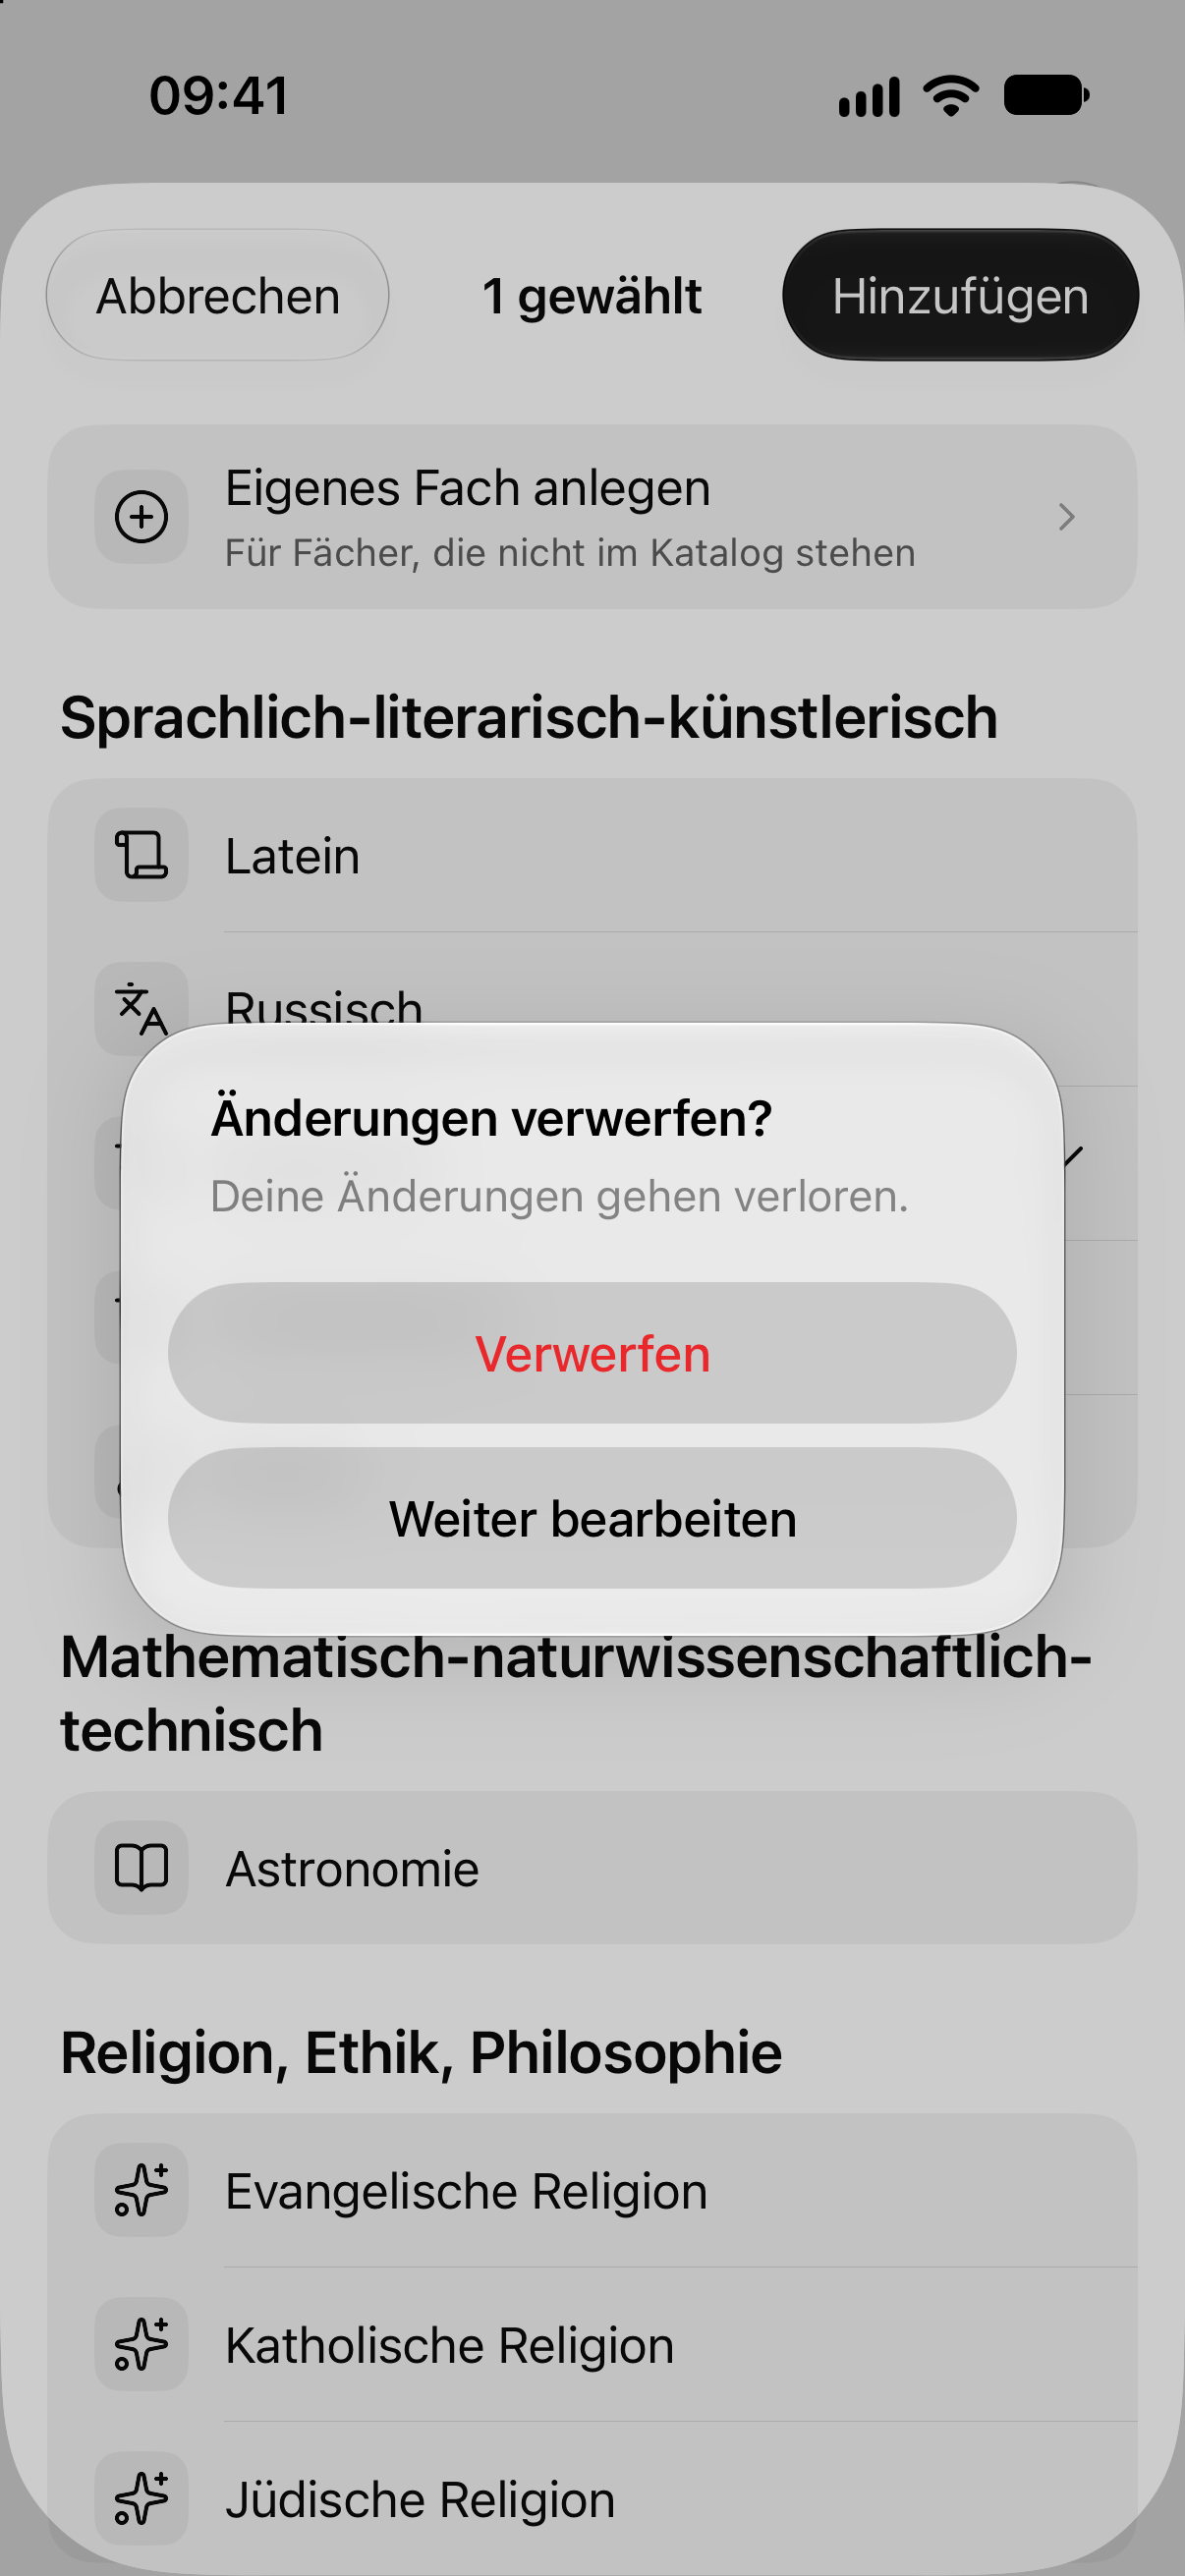 09:41
Abbrechen
1 gewählt
Hinzufügen
Eigenes Fach anlegen
Für Fächer, die nicht im Katalog stehen
Sprachlich-literarisch-künstlerisch
Latein
Russisch
Änderungen verwerfen?
Deine Änderungen gehen verloren.
Verwerfen
Weiter bearbeiten
Mathematisch-naturwissenschaftlich-
technisch
Astronomie
Religion, Ethik, Philosophie
Evangelische Religion
Katholische Religion
Jüdische Religion